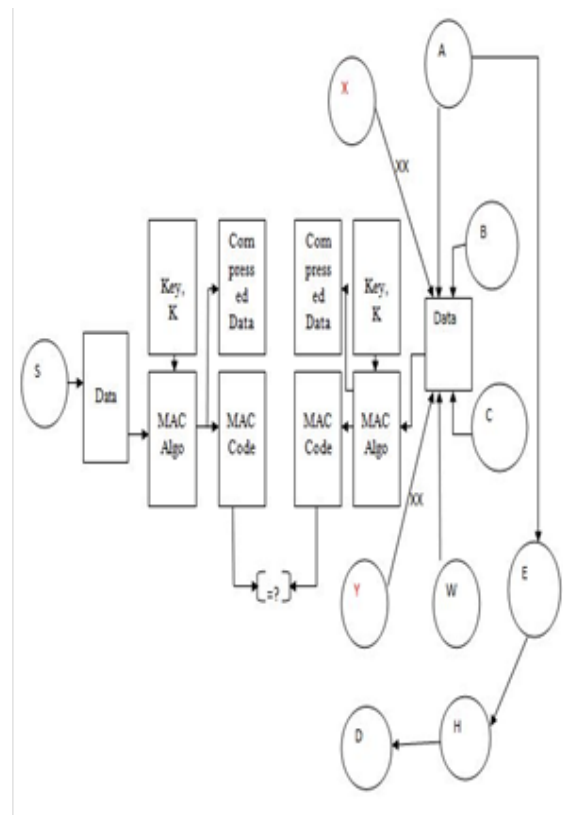 A
X
XX
B
Key,
K
Com
press
ed
Data
Com
press
ed
Data
Key,
K
Data
S
Data
MAC
Algo
MAC
Code
MAC
Code
MAC
Algo
C
XX
=?
Y
W
E
D
H